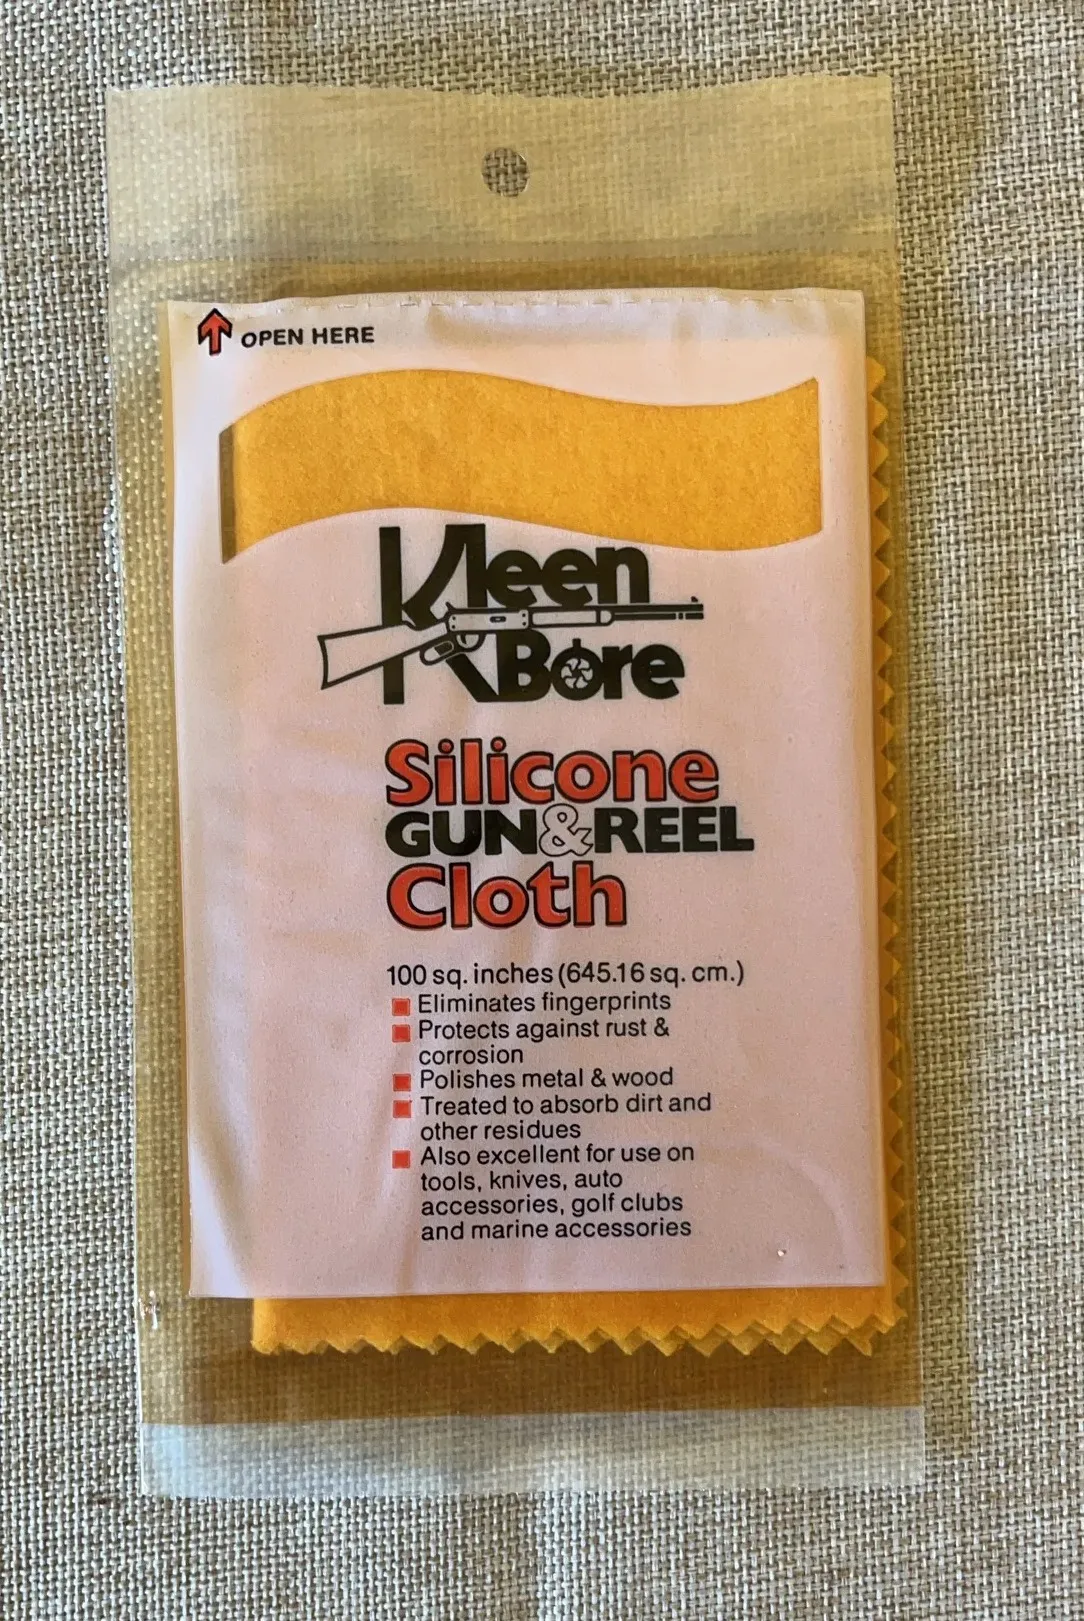 OPEN HERE
Kleen
Bore
Silicone
GUN&REEL
Cloth
100 sq. inches (645.16 sq. cm.)
Eliminates fingerprints
Protects against rust &
corrosion
Polishes metal & wood
Treated to absorb dirt and
other residues
Also excellent for use on
tools, knives, auto
accessories, golf clubs
and marine accessories